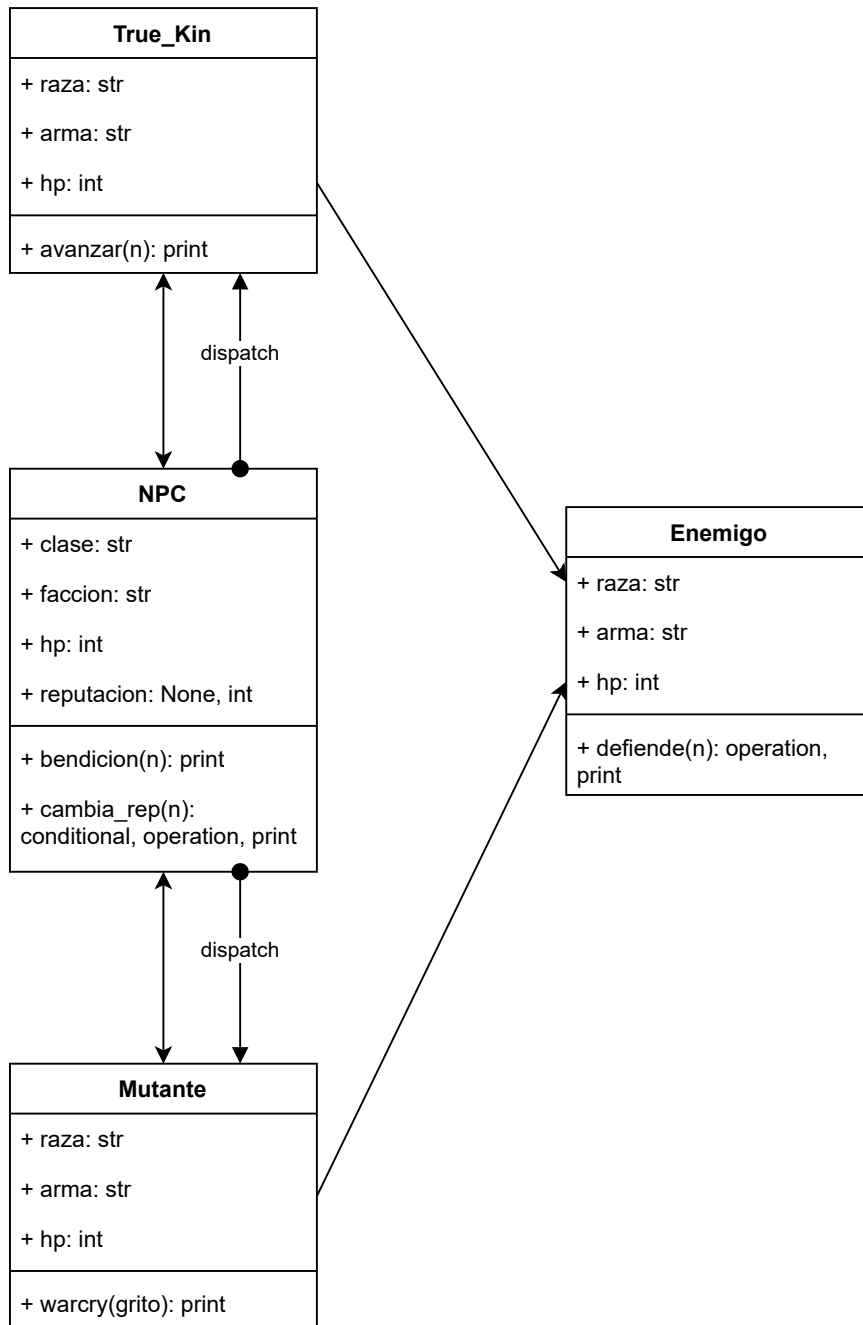 True_Kin
+ raza: str
+ arma: str
+ hp: int
+ avanzar(n): print
dispatch
NPC
+ clase: str
+ faccion: str
+ hp: int
+ reputacion: None, int
+ bendicion(n): print
+ cambia_rep(n):
conditional, operation, print
Enemigo
+ raza: str
+ arma: str
+ hp: int
+ defiende(n): operation,
print
dispatch
Mutante
+ raza: str
+ arma: str
+ hp: int
+ warcry(grito): print